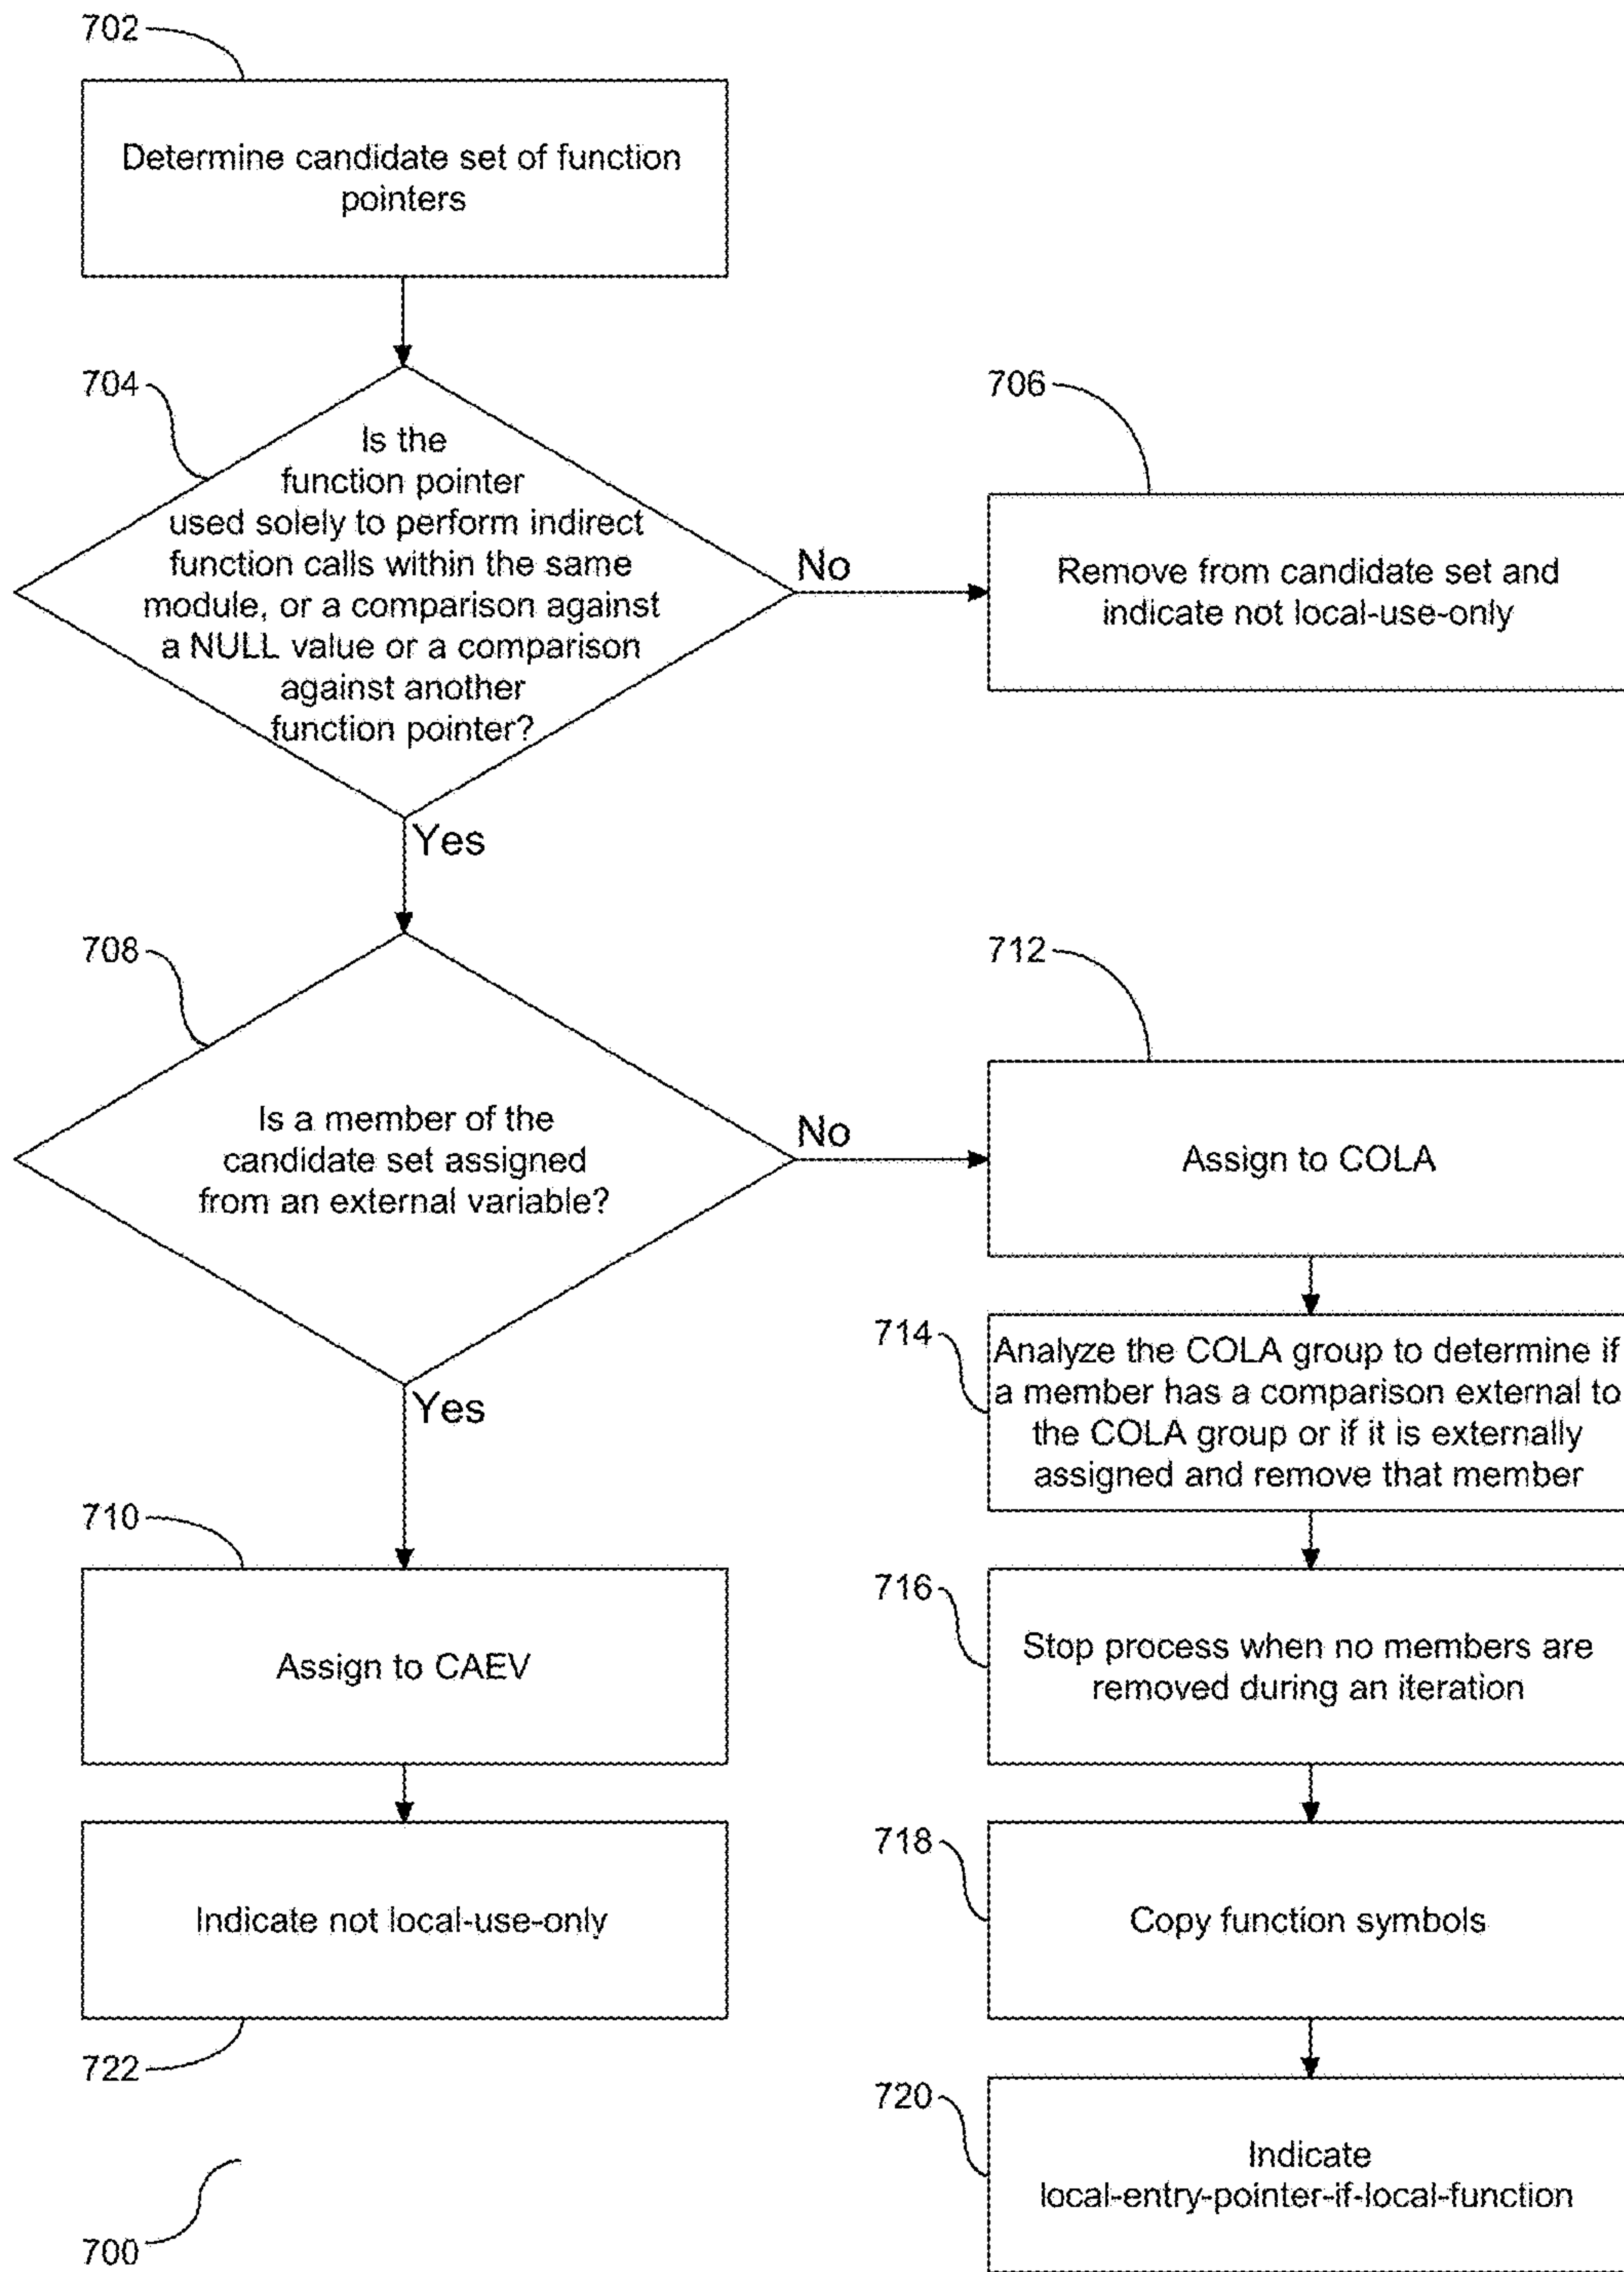 702
Determine candidate set of function
pointers
704
Is the
function pointer
used solely to perform indirect
function calls within the same
module, or a comparison against
a NULL value or a comparison
against another
function pointer?
No
706
Remove from candidate set and
indicate not local-use-only
Yes
708
Is a member of the
candidate set assigned
from an external variable?
No
712
Assign to COLA
714
Analyze the COLA group to determine if
a member has a comparison external to
the COLA group or if it is externally
assigned and remove that member
Yes
710
Assign to CAEV
716
Stop process when no members are
removed during an iteration
Indicate not local-use-only
722
718
Copy function symbols
720
Indicate
local-entry-pointer-if-local-function
700